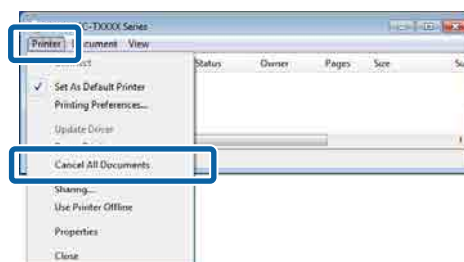 C-TXXXX Series
Printer Document View
Status Owner Pages Size
Set As Default Printer
Printing Preferences...
Update Driver
Cancel All Documents
Sharing...
Use Printer Offline
Properties
Close